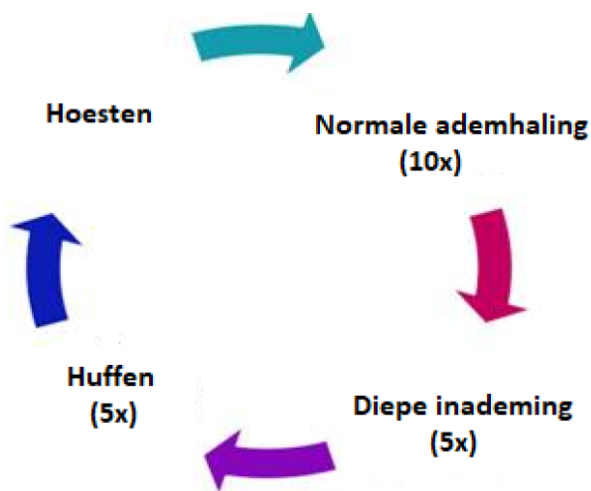 Hoesten
Normale ademhaling
(10x)
Huffen
(5x)
Diepe inademing
(5x)